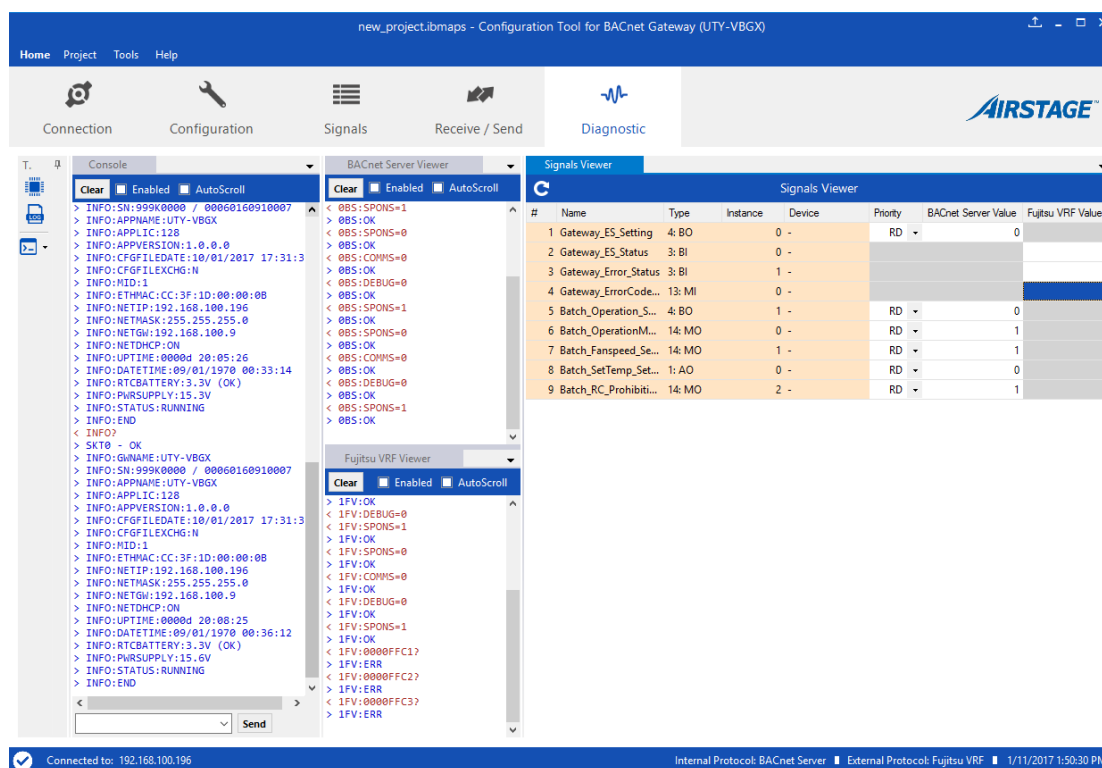 new_project.ibmaps - Configuration Tool for BACnet Gateway (UTY-VBGX)
Home Project Tools Help
Connection Configuration Signals Receive / Send Diagnostic
AIRSTAGE™
T.
LOG
Console
Clear Enabled AutoScroll
> INFO:SN:999K0000 / 00060160910007
> INFO:APPNAME:UTY-VBGX
> INFO:APPLIC:128
> INFO:APPVERSION:1.0.0.0
> INFO:CFGFILEDATE:10/01/2017 17:31:3
> INFO:CFGFILEXCHG:N
> INFO:MID:1
> INFO:ETHMAC:CC:3F:1D:00:00:0B
> INFO:NETIP:192.168.100.196
> INFO:NETMASK:255.255.255.0
> INFO:NETGW:192.168.100.9
> INFO:NETDHCP:ON
> INFO:UPTIME:0000d 20:05:26
> INFO:DATETIME:09/01/1970 00:33:14
> INFO:RTCBATTERY:3.3V (OK)
> INFO:PWRSUPPLY:15.3V
> INFO:STATUS:RUNNING
> INFO:END
< INFO?
> SKT0 - OK
> INFO:GWNAME:UTY-VBGX
> INFO:SN:999K0000 / 00060160910007
> INFO:APPNAME:UTY-VBGX
> INFO:APPLIC:128
> INFO:APPVERSION:1.0.0.0
> INFO:CFGFILEDATE:10/01/2017 17:31:3
> INFO:CFGFILEXCHG:N
> INFO:MID:1
> INFO:ETHMAC:CC:3F:1D:00:00:0B
> INFO:NETIP:192.168.100.196
> INFO:NETMASK:255.255.255.0
> INFO:NETGW:192.168.100.9
> INFO:NETDHCP:ON
> INFO:UPTIME:0000d 20:08:25
> INFO:DATETIME:09/01/1970 00:36:12
> INFO:RTCBATTERY:3.3V (OK)
> INFO:PWRSUPPLY:15.6V
> INFO:STATUS:RUNNING
> INFO:END
Send
BACnet Server Viewer
Clear Enabled AutoScroll
< 0BS:SPONS=1
> 0BS:OK
< 0BS:SPONS=0
> 0BS:OK
< 0BS:COMMS=0
> 0BS:OK
< 0BS:DEBUG=0
> 0BS:OK
< 0BS:SPONS=1
> 0BS:OK
< 0BS:SPONS=0
> 0BS:OK
< 0BS:COMMS=0
> 0BS:OK
< 0BS:DEBUG=0
> 0BS:OK
< 0BS:SPONS=1
> 0BS:OK
Fujitsu VRF Viewer
Clear Enabled AutoScroll
> 1FV:OK
< 1FV:DEBUG=0
< 1FV:SPONS=1
> 1FV:OK
< 1FV:SPONS=0
> 1FV:OK
< 1FV:COMMS=0
> 1FV:OK
< 1FV:DEBUG=0
> 1FV:OK
< 1FV:SPONS=1
> 1FV:OK
< 1FV:0000FFC1?
> 1FV:ERR
< 1FV:0000FFC2?
> 1FV:ERR
< 1FV:0000FFC3?
> 1FV:ERR
Signals Viewer
Signals Viewer
# Name Type Instance Device Priority BACnet Server Value Fujitsu VRF Value
1 Gateway_ES_Setting 4: BO 0 - RD 0
2 Gateway_ES_Status 3: BI 0 -
3 Gateway_Error_Status 3: BI 1 -
4 Gateway_ErrorCode... 13: MI 0 -
5 Batch_Operation_S... 4: BO 1 - RD 0
6 Batch_OperationM... 14: MO 0 - RD 1
7 Batch_Fanspeed_Se... 14: MO 1 - RD 1
8 Batch_SetTemp_Set... 1: AO 0 - RD 0
9 Batch_RC_Prohibiti... 14: MO 2 - RD 1
Connected to: 192.168.100.196
Internal Protocol: BACnet Server External Protocol: Fujitsu VRF 1/11/2017 1:50:30 PM